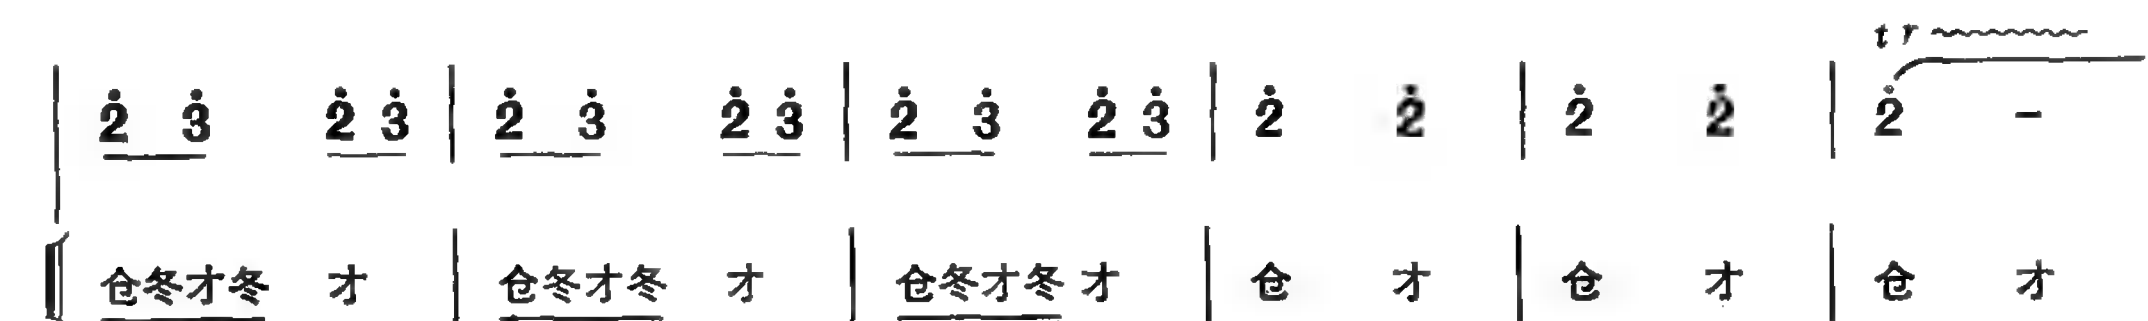 tr
2 3 2 3 | 2 3 2 3 | 2 3 2 3 | 2 2 | 2 2 | 2 -
仓冬才冬 才 | 仓冬才冬 才 | 仓冬才冬 才 | 仓 才 | 仓 才 | 仓 才